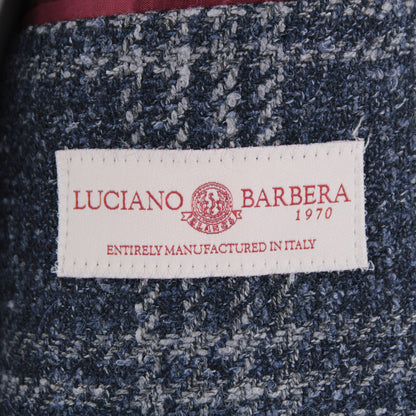 LUCIANO BARBERA
1970
ENTIRELY MANUFACTURED IN ITALY